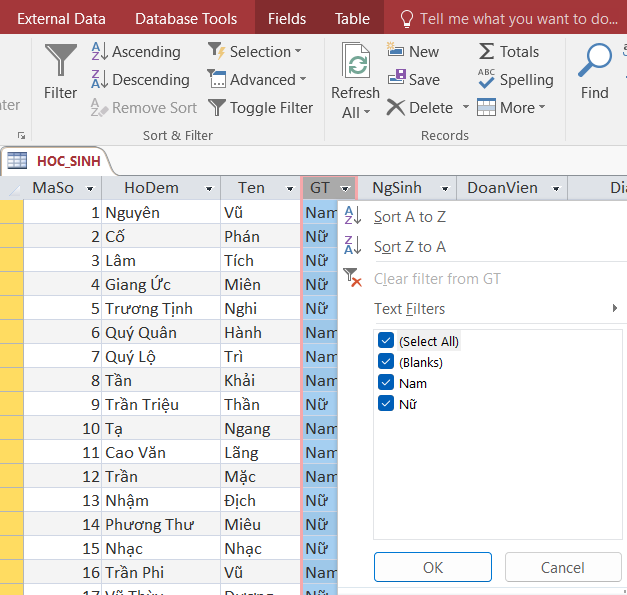 External Data Database Tools Fields Table Tell me what you want to do...
Filter
Ascending
Descending
Remove Sort
Selection
Advanced
Toggle Filter
Sort & Filter
Refresh
All
New
Save
Delete
Totals
Spelling
More
Records
Find
HOC_SINH
MaSo HoDem Ten GT NgSinh DoanVien
1 Nguyên Vũ Nam
2 Cố Phán Nữ
3 Lâm Tích Nữ
4 Giang Ức Miên Nữ
5 Trương Tịnh Nghi Nữ
6 Quý Quân Hành Nam
7 Quý Lộ Trì Nam
8 Tần Khải Nam
9 Trần Triệu Thần Nữ
10 Tạ Ngang Nam
11 Cao Văn Lãng Nam
12 Trần Mặc Nam
13 Nhậm Địch Nữ
14 Phương Thư Miêu Nữ
15 Nhạc Nhạc Nữ
16 Trần Phi Vũ Nam
Sort A to Z
Sort Z to A
Clear filter from GT
Text Filters
(Select All)
(Blanks)
Nam
Nữ
OK Cancel